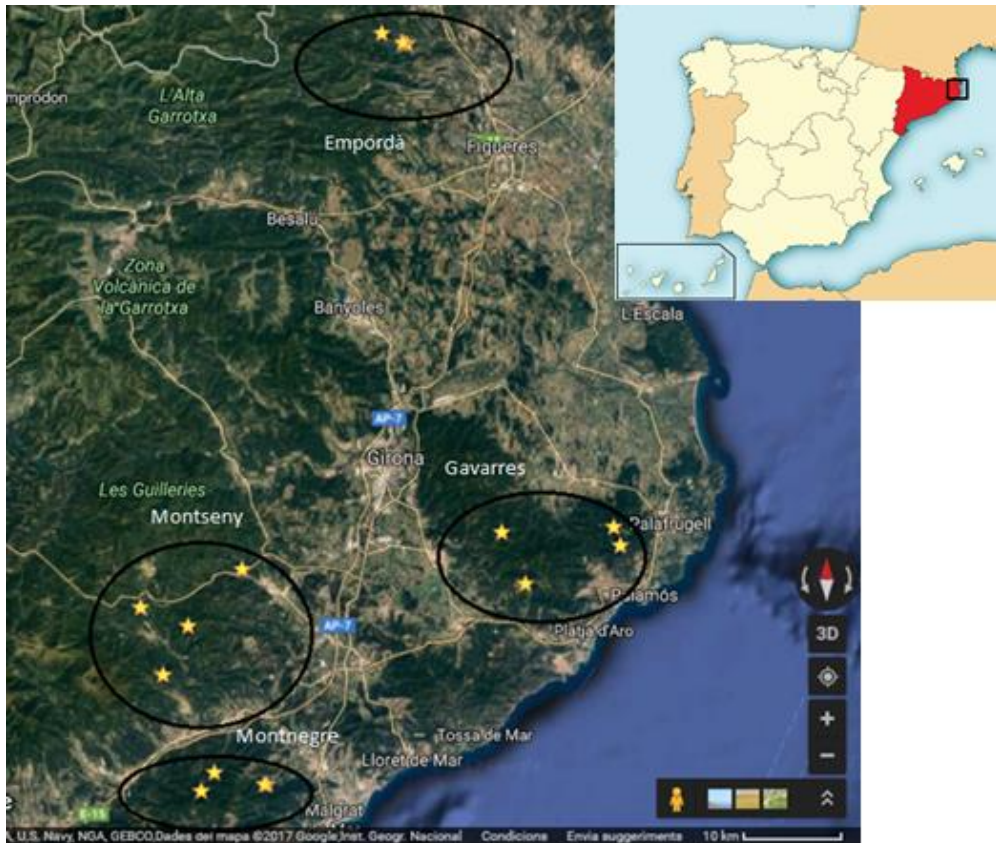 mprodon
L'Alta
Garrotxa
Empordà
Figueres
Besalú
Zona
Volcànica de
la Garrotxa
Banyoles
L'Escala
AP-7
Girona
Gavarres
Les Guilleries
Montseny
Palafrugell
Palamós
AP-7
Platja d'Aro
3D
Montnegre
Tossa de Mar
Lloret de Mar
Malgrat
e
E-15
A, U.S. Navy, NGA, GEBCO,Dades del mapa ©2017 Google,Inst. Geogr. Nacional Condicions Envia suggeriments 10 km